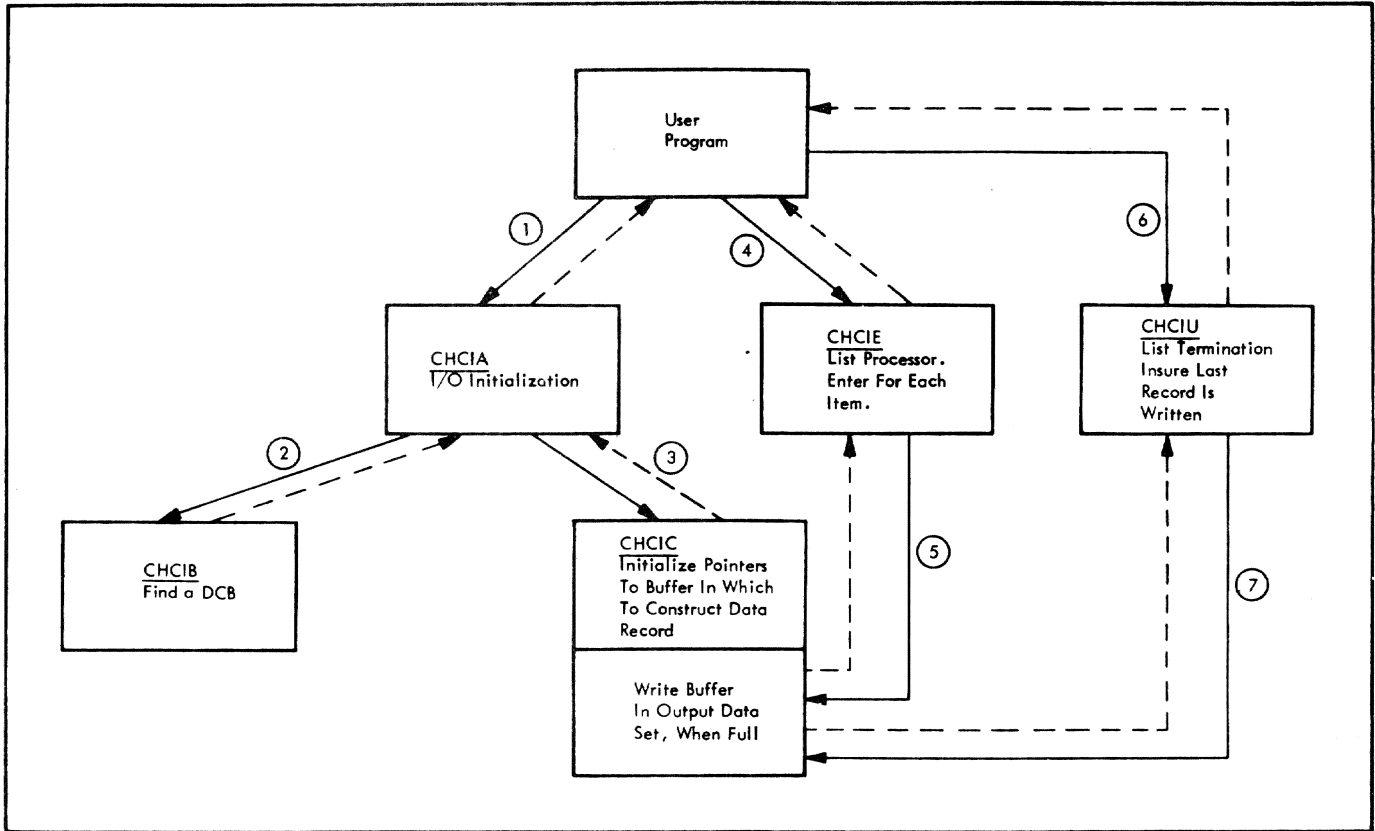 User
Program
1
4
6
CHCIA
I/O Initialization
CHCIE
List Processor.
Enter For Each
Item.
CHCIU
List Termination
Insure Last
Record Is
Written
2
3
CHCIB
Find a DCB
CHCIC
Initialize Pointers
To Buffer In Which
To Construct Data
Record
5
7
Write Buffer
In Output Data
Set, When Full